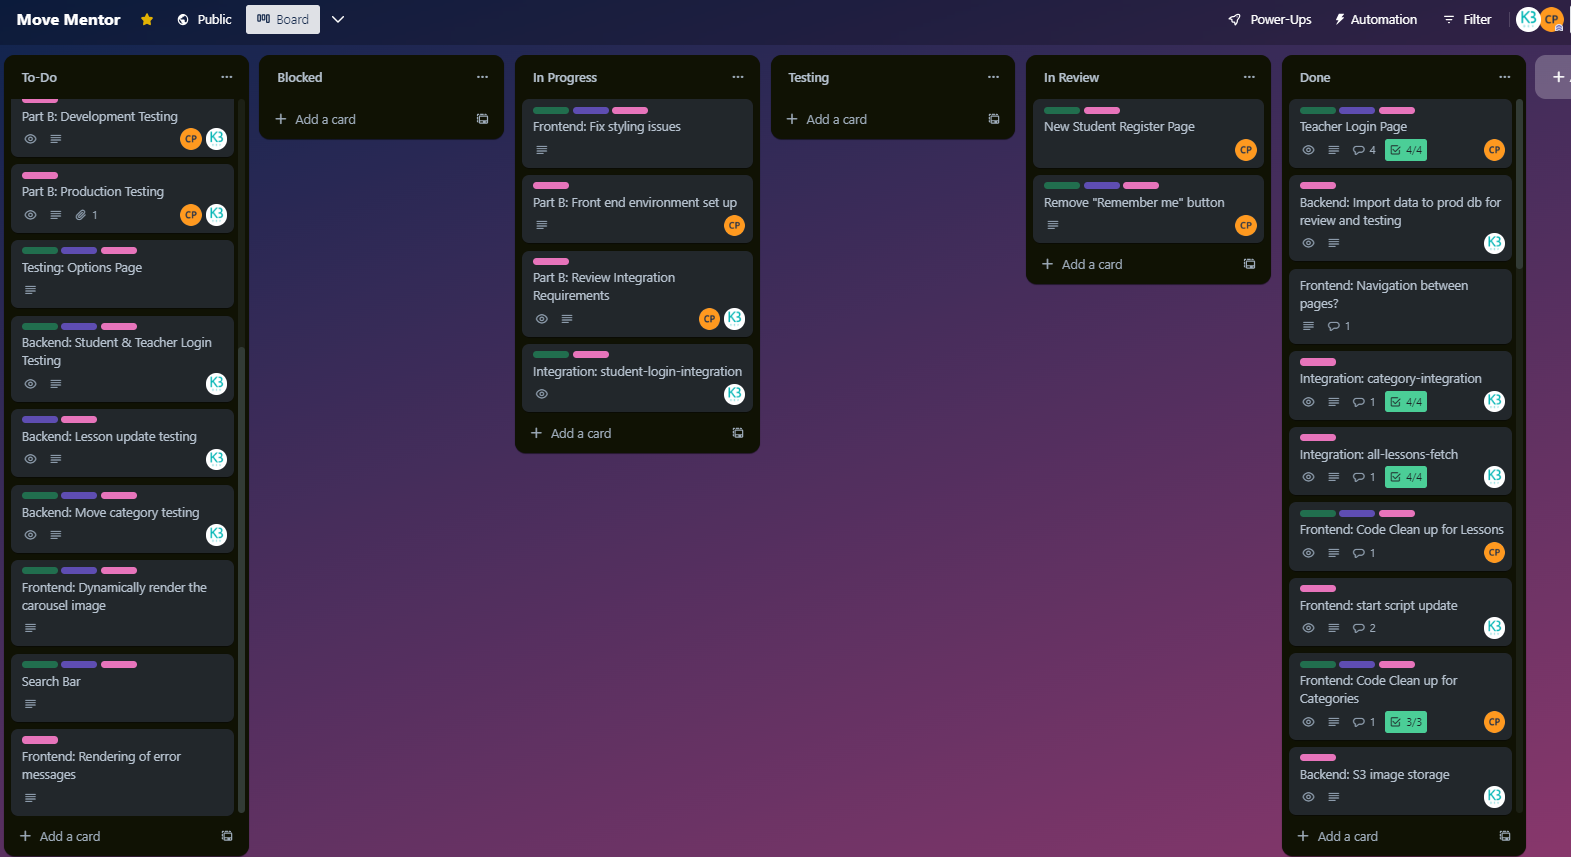 Move Mentor
Public
Board
Power-Ups
Automation
Filter
K3
CP
To-Do
Part B: Development Testing
CP
K3
Part B: Production Testing
1
CP
K3
Testing: Options Page
Backend: Student & Teacher Login
Testing
K3
Backend: Lesson update testing
K3
Backend: Move category testing
K3
Frontend: Dynamically render the
carousel image
Search Bar
Frontend: Rendering of error
messages
Add a card
Blocked
Add a card
In Progress
Frontend: Fix styling issues
Part B: Front end environment set up
CP
Part B: Review Integration
Requirements
CP
K3
Integration: student-login-integration
K3
Add a card
Testing
Add a card
In Review
New Student Register Page
CP
Remove "Remember me" button
CP
Add a card
Done
Teacher Login Page
4
4/4
CP
Backend: Import data to prod db for
review and testing
K3
Frontend: Navigation between
pages?
1
Integration: category-integration
1
4/4
K3
Integration: all-lessons-fetch
1
4/4
K3
Frontend: Code Clean up for Lessons
1
CP
Frontend: start script update
2
K3
Frontend: Code Clean up for
Categories
1
3/3
CP
Backend: S3 image storage
K3
Add a card